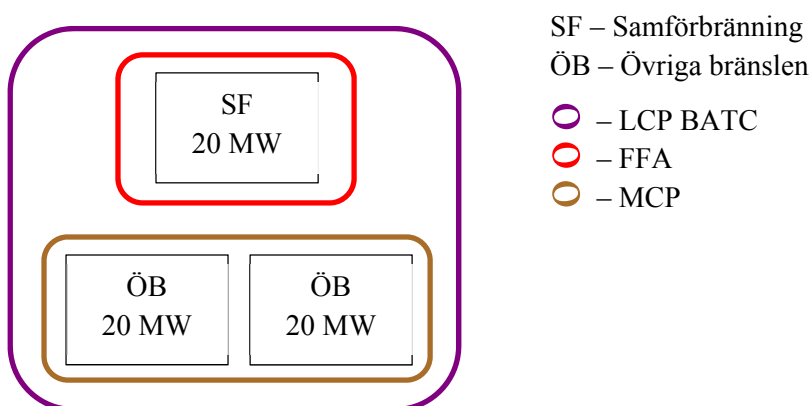 SF – Samförbränning
ÖB – Övriga bränslen
– LCP BATC
– FFA
– MCP
SF
20 MW
ÖB
20 MW
ÖB
20 MW